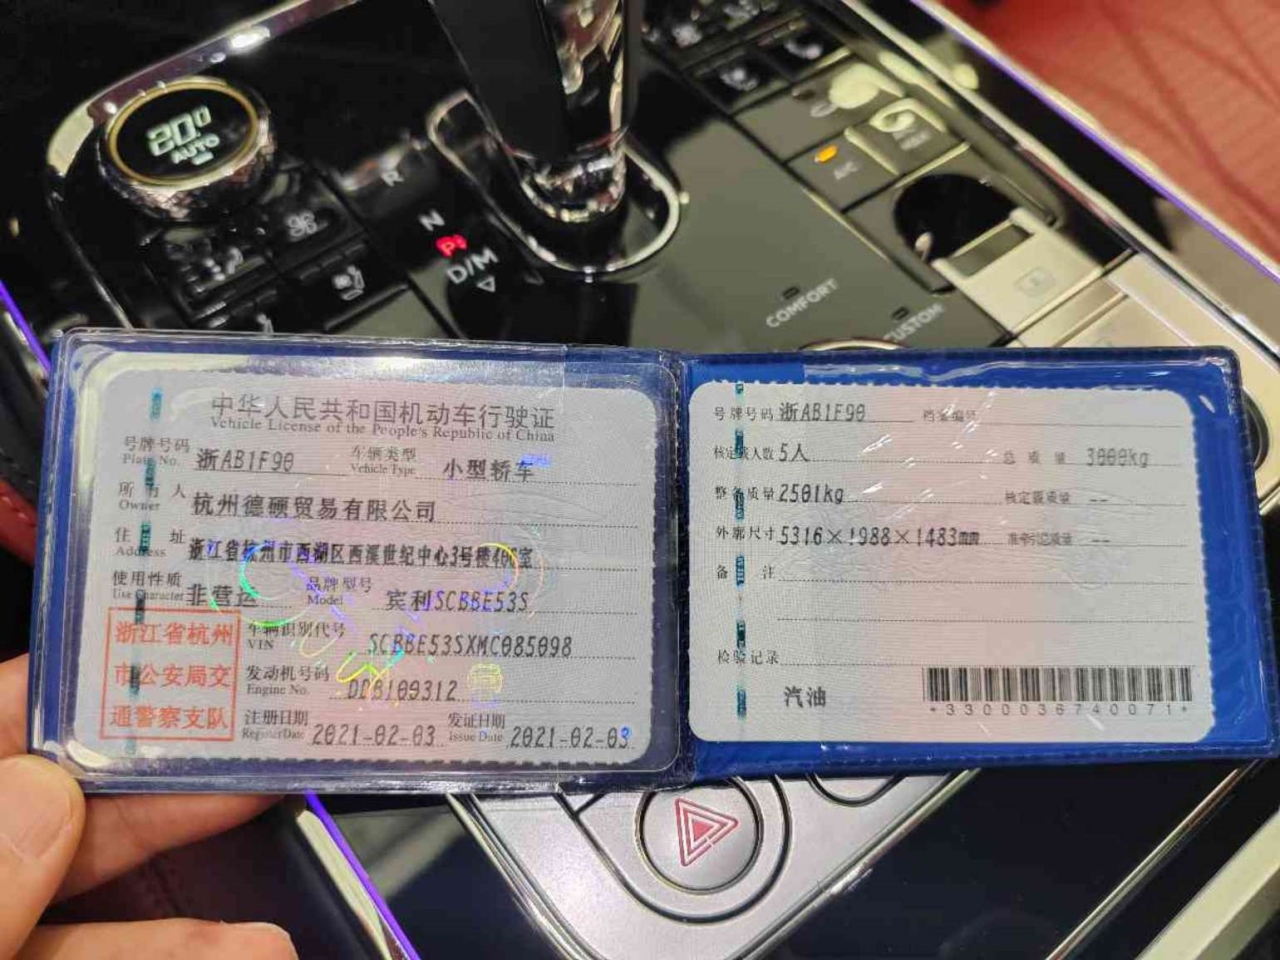 20.0
AUTO
R
N
P
D/M
A/C
COMFORT
CUSTOM
中华人民共和国机动车行驶证
Vehicle License of the People's Republic of China
号牌号码 浙AB1F90 车辆类型 小型轿车
Plate No. Vehicle Type
所有人 杭州德硕贸易有限公司
Owner
住址 浙江省杭州市西湖区西溪世纪中心3号楼
Address
使用性质 非营运 品牌型号 宾利SCBBE53S
Use Character Model
浙江省杭州
市公安局交
通警察支队
车辆识别代号 SCBBE53SXMC085098
VIN
发动机号码 DDB109312
Engine No.
注册日期 2021-02-03 发证日期 2021-02-03
Register Date Issue Date
号牌号码 浙AB1F90 档案编号
核定载人数 5人 总质量 3000kg
整备质量 2501kg 核定载质量 --
外廓尺寸 5316×1988×1483mm 准牵引总质量 --
备注
检验记录
汽油
*3300036740071*